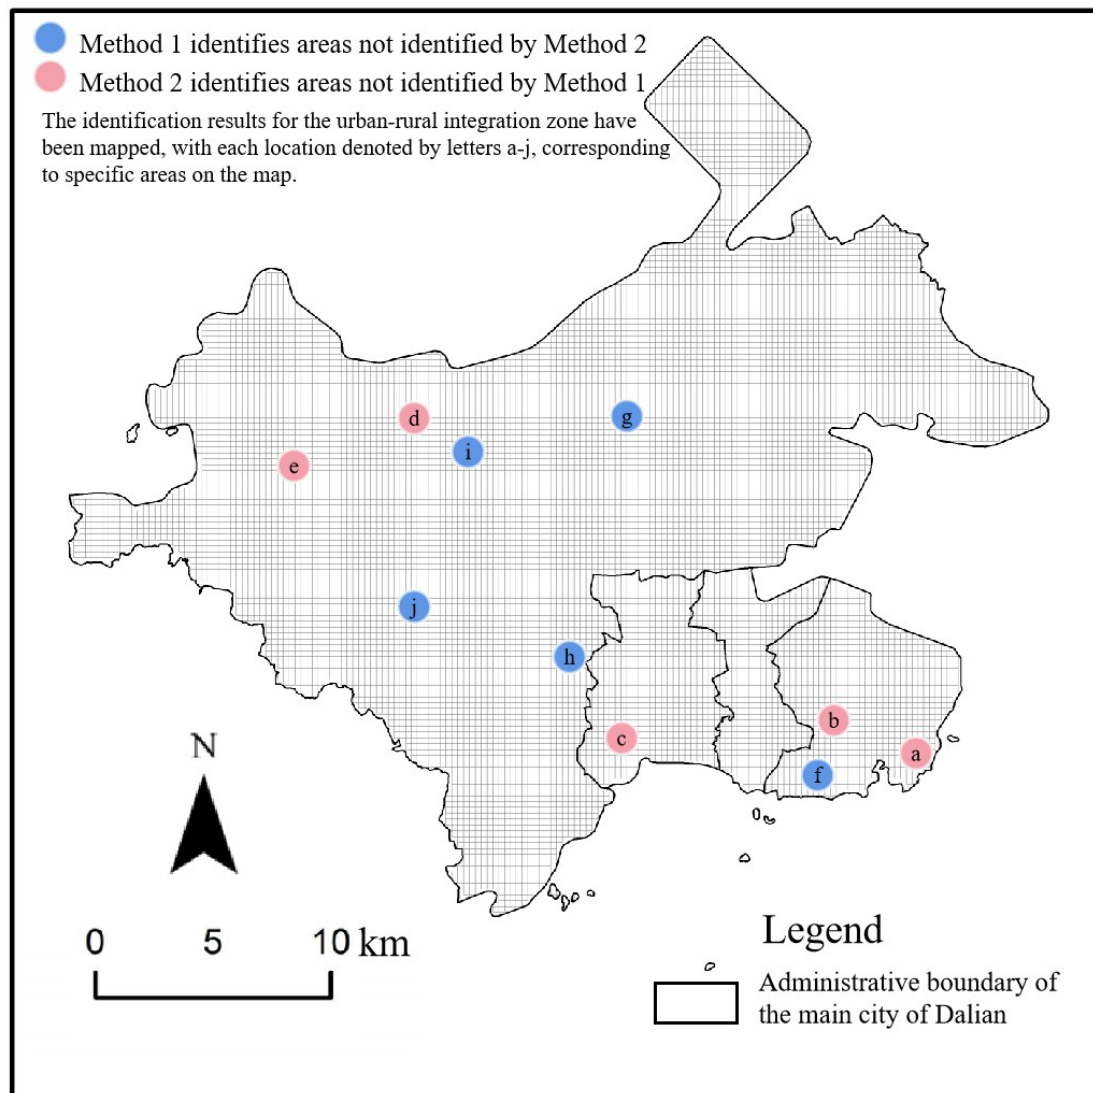 Method 1 identifies areas not identified by Method 2
Method 2 identifies areas not identified by Method 1
The identification results for the urban-rural integration zone have
been mapped, with each location denoted by letters a-j, corresponding
to specific areas on the map.
d
g
i
e
j
h
b
c
a
f
N
0 5 10 km
Legend
Administrative boundary of
the main city of Dalian